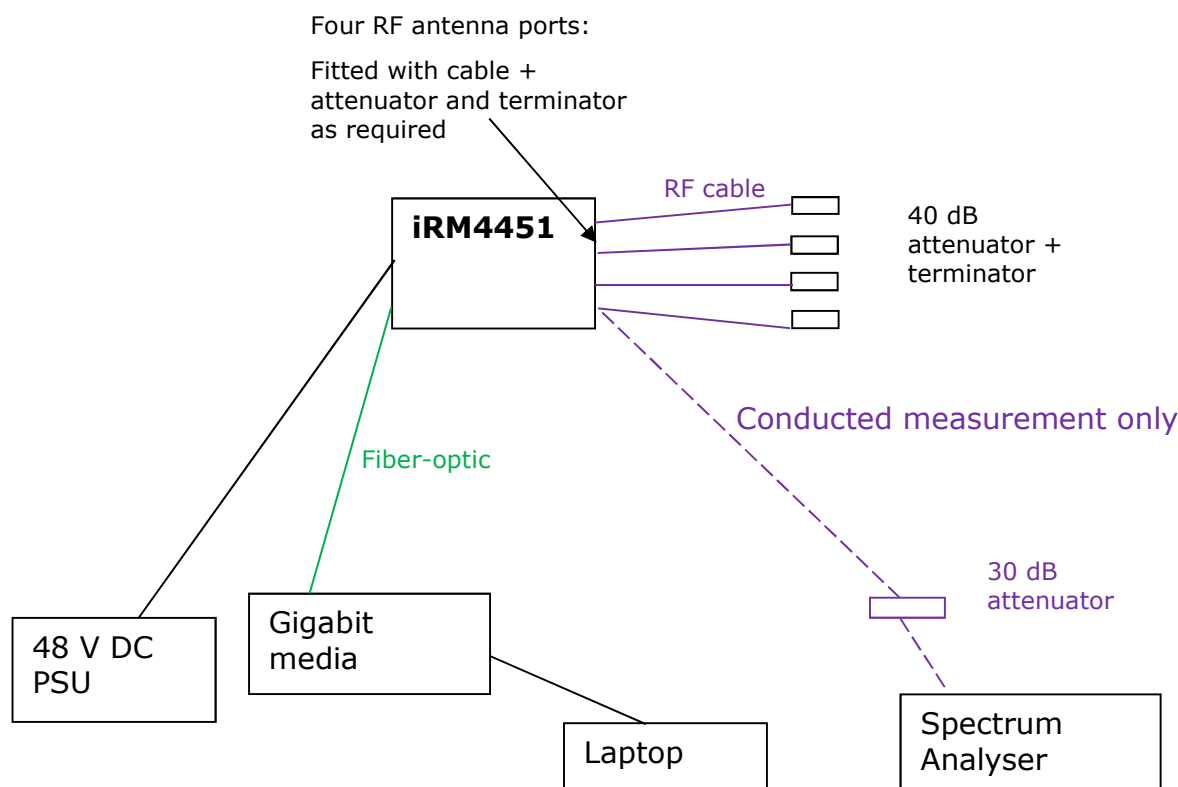 Four RF antenna ports:
Fitted with cable +
attenuator and terminator
as required
RF cable
iRM4451
40 dB
attenuator +
terminator
Conducted measurement only
Fiber-optic
30 dB
attenuator
48 V DC
PSU
Gigabit
media
Laptop
Spectrum
Analyser